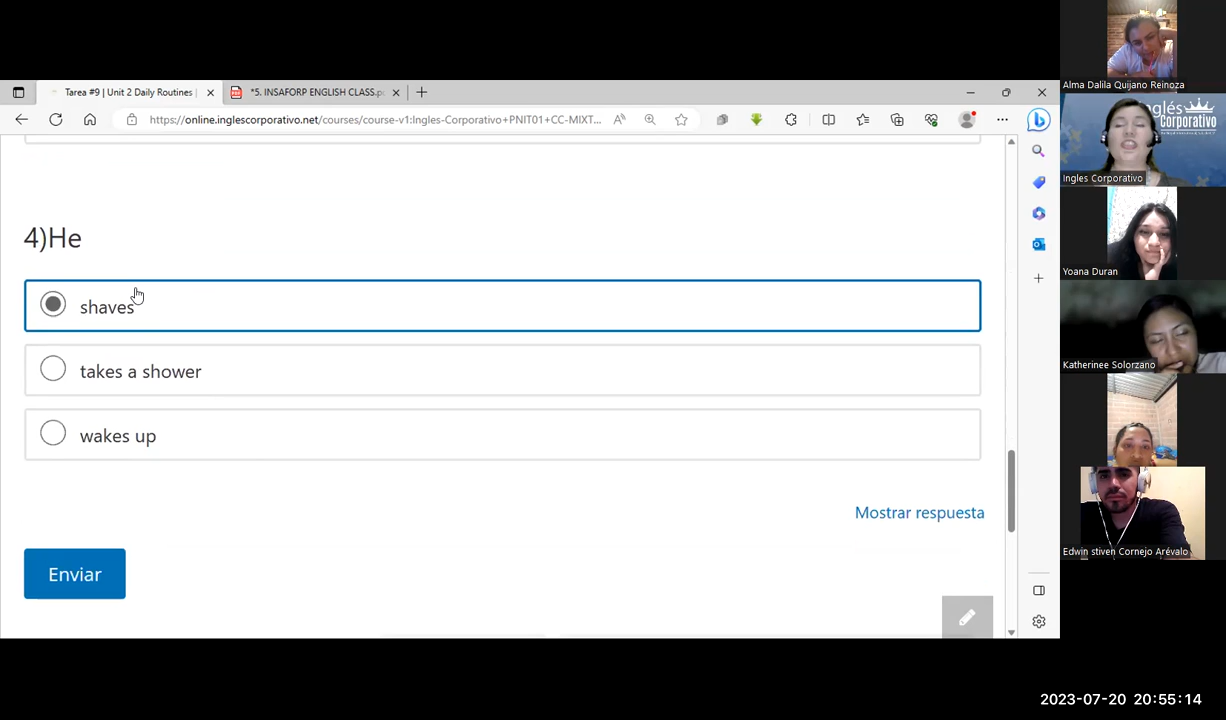 Tarea #9 | Unit 2 Daily Routines |
*5. INSAFORP ENGLISH CLASS.pd
https://online.inglescorporativo.net/courses/course-v1:Ingles-Corporativo+PNIT01+CC-MIXT...
4)He
shaves
takes a shower
wakes up
Mostrar respuesta
Enviar
Alma Dalila Quijano Reinoza
Inglés
Corporativo
Ingles Corporativo
Yoana Duran
Katherinee Solorzano
Edwin stiven Cornejo Arévalo
2023-07-20 20:55:14